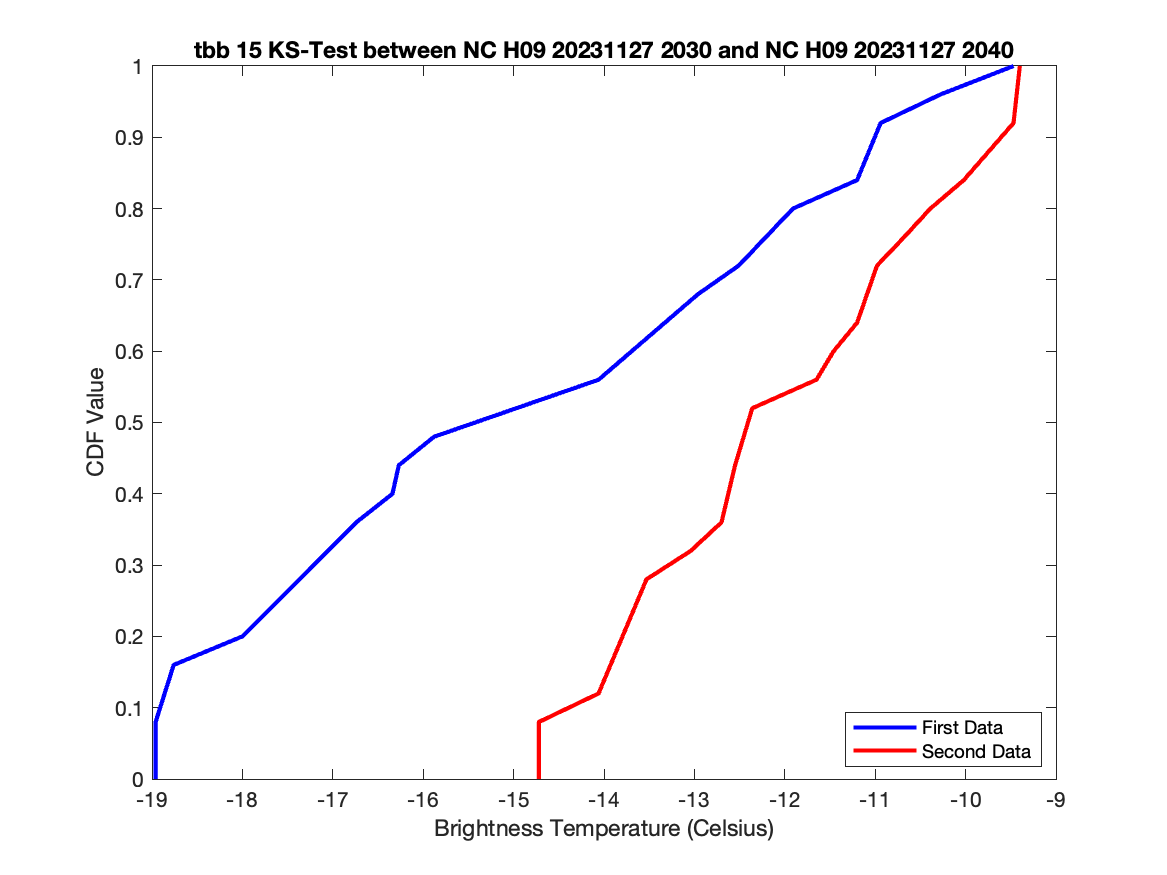 tbb 15 KS-Test between NC H09 20231127 2030 and NC H09 20231127 2040
1
0.9
0.8
0.7
0.6
0.5
0.4
0.3
0.2
0.1
0
CDF Value
First Data
Second Data
-19 -18 -17 -16 -15 -14 -13 -12 -11 -10 -9
Brightness Temperature (Celsius)